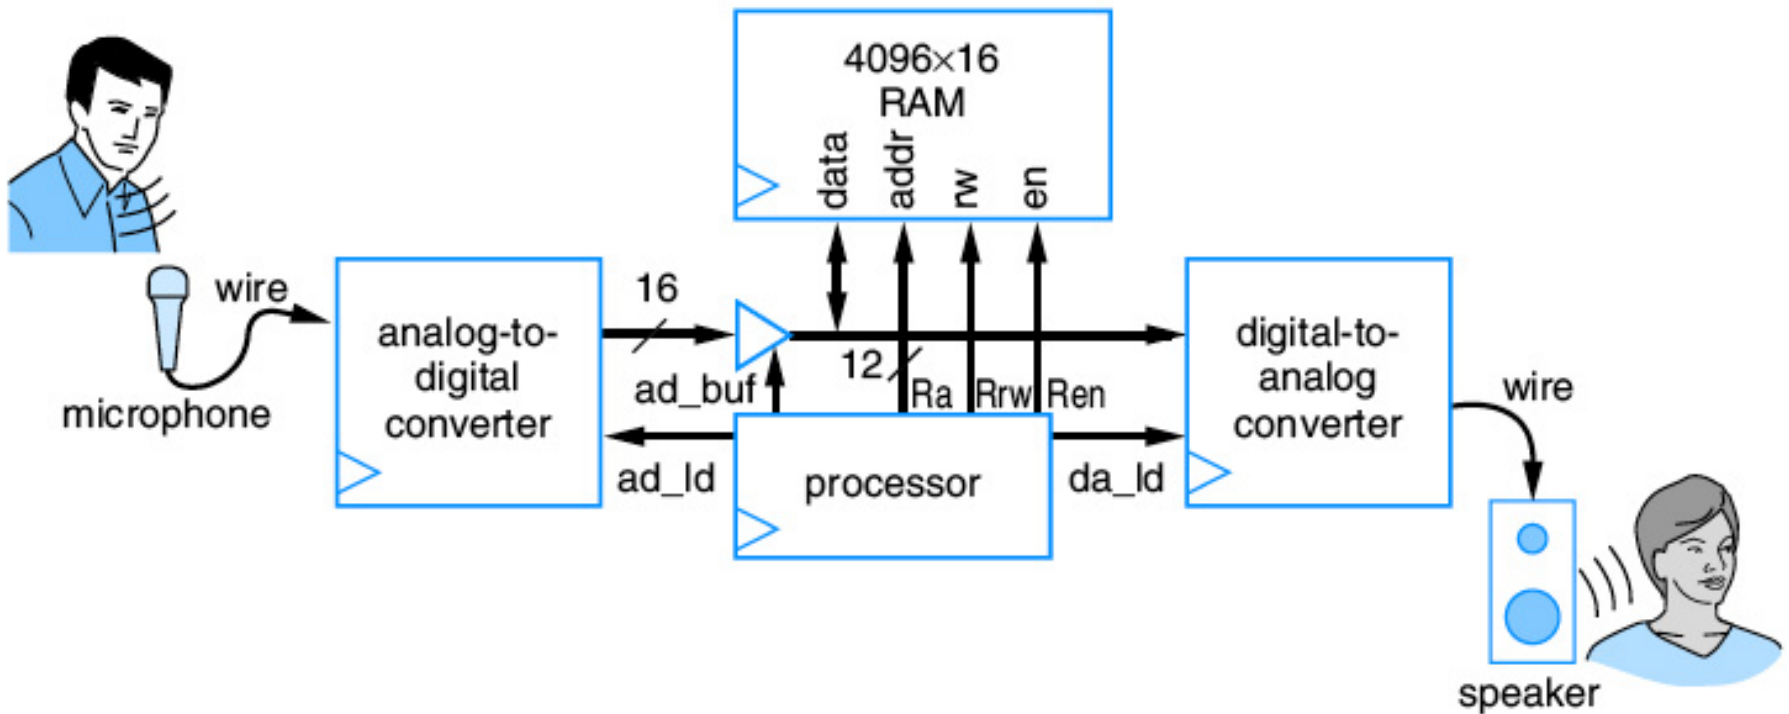 4096×16
RAM
data
addr
rw
en
wire
16
analog-to-
digital
converter
digital-to-
analog
converter
12
ad_buf
Ra
Rrw
Ren
wire
microphone
ad_ld
processor
da_ld
speaker